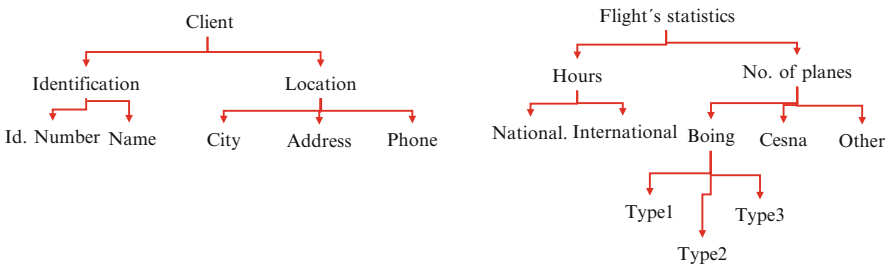 Client
Identification
Location
Id. Number
Name
City
Address
Phone
Flight´s statistics
Hours
No. of planes
National.
International
Boing
Cesna
Other
Type1
Type2
Type3